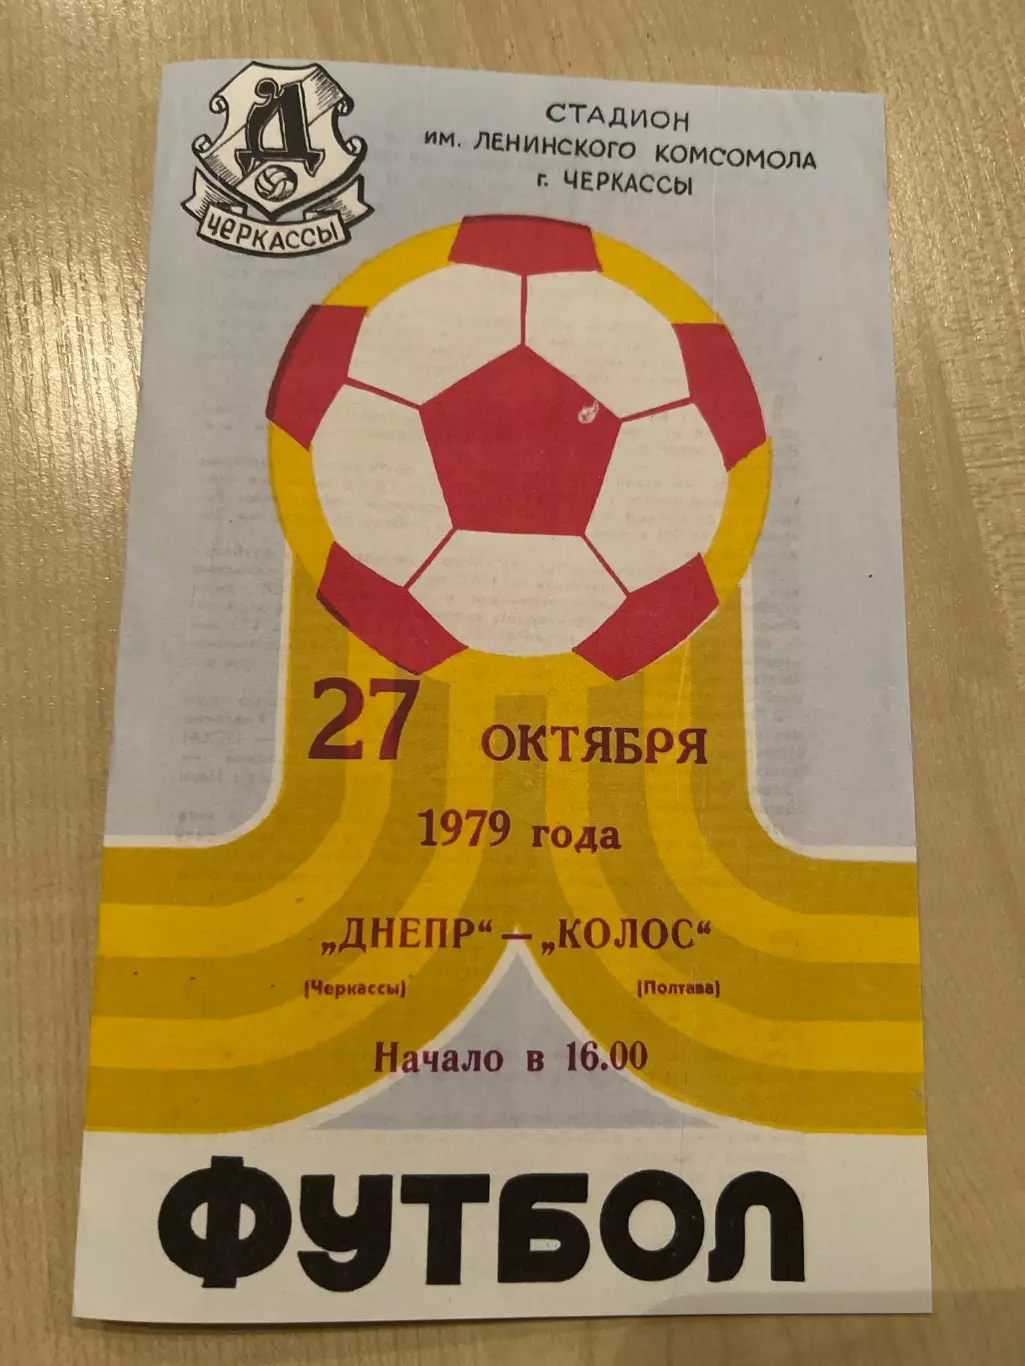 Д
ЧЕРКАССЫ
СТАДИОН
им. ЛЕНИНСКОГО КОМСОМОЛА
г. ЧЕРКАССЫ
27 ОКТЯБРЯ
1979 года
„ДНЕПР“ — „КОЛОС“
(Черкассы) (Полтава)
Начало в 16.00
ФУТБОЛ